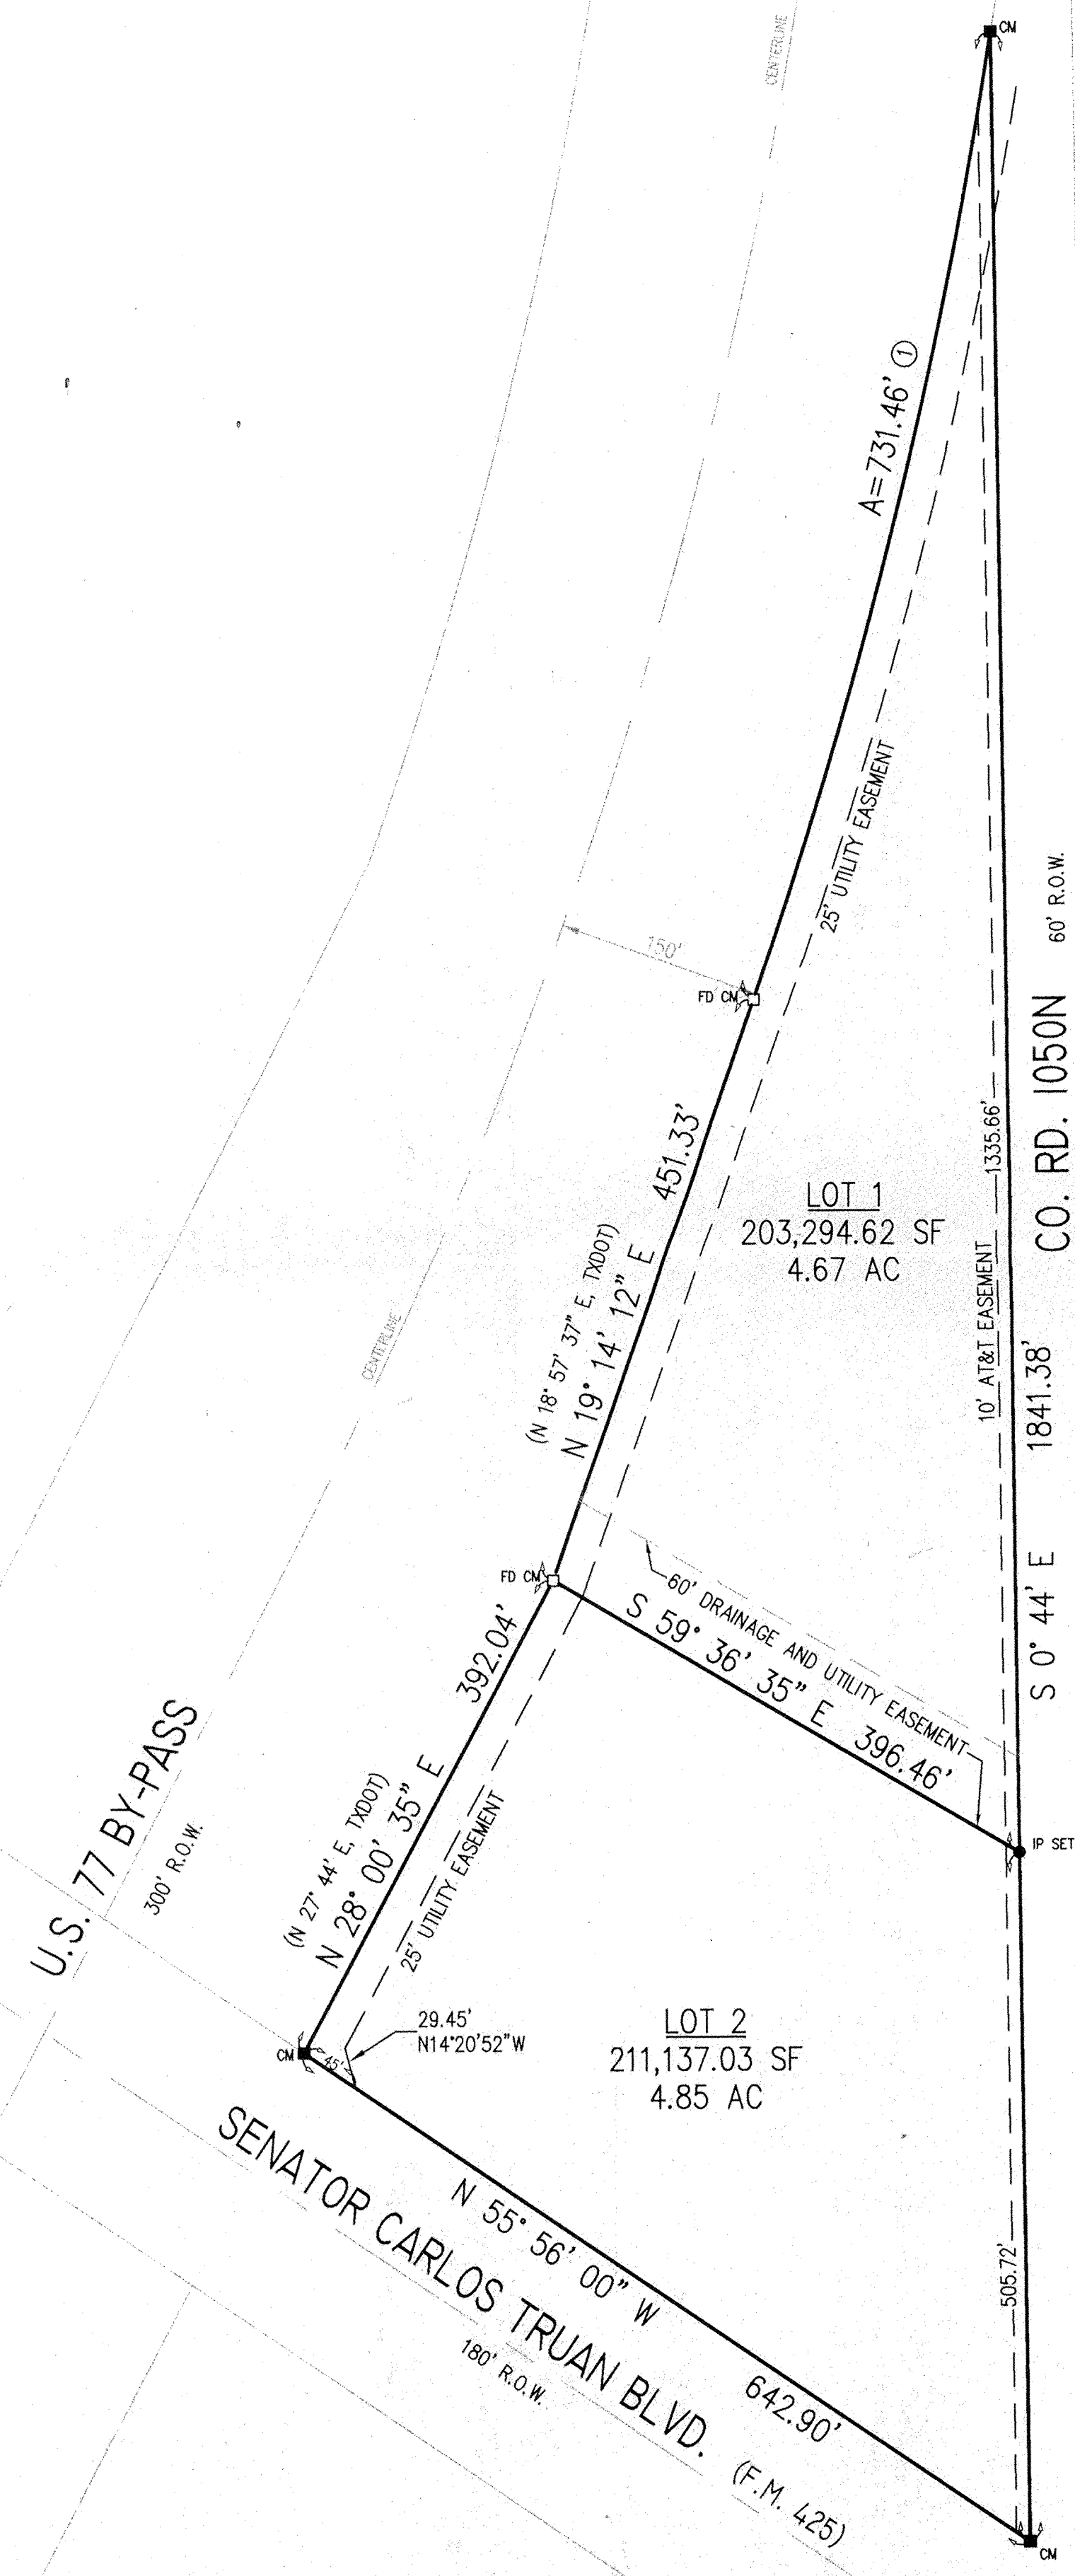 CM
CENTERLINE
A=731.46' ①
25' UTILITY EASEMENT
60' R.O.W.
150'
FD CM
CO. RD. 1050N
451.33'
1335.66'
LOT 1
203,294.62 SF
4.67 AC
(N 18° 57' 37" E, TXDOT)
N 19° 14' 12" E
10' AT&T EASEMENT
CENTERLINE
1841.38'
S 0° 44' E
FD CM
60' DRAINAGE AND UTILITY EASEMENT
S 59° 36' 35" E 396.46'
392.04'
U.S. 77 BY-PASS
300' R.O.W.
(N 27° 44' E, TXDOT)
N 28° 00' 35" E
25' UTILITY EASEMENT
IP SET
29.45'
N14°20'52"W
LOT 2
211,137.03 SF
4.85 AC
CM
45'
SENATOR CARLOS TRUAN BLVD. (F.M. 425)
180' R.O.W.
N 55° 56' 00" W 642.90'
505.72'
CM